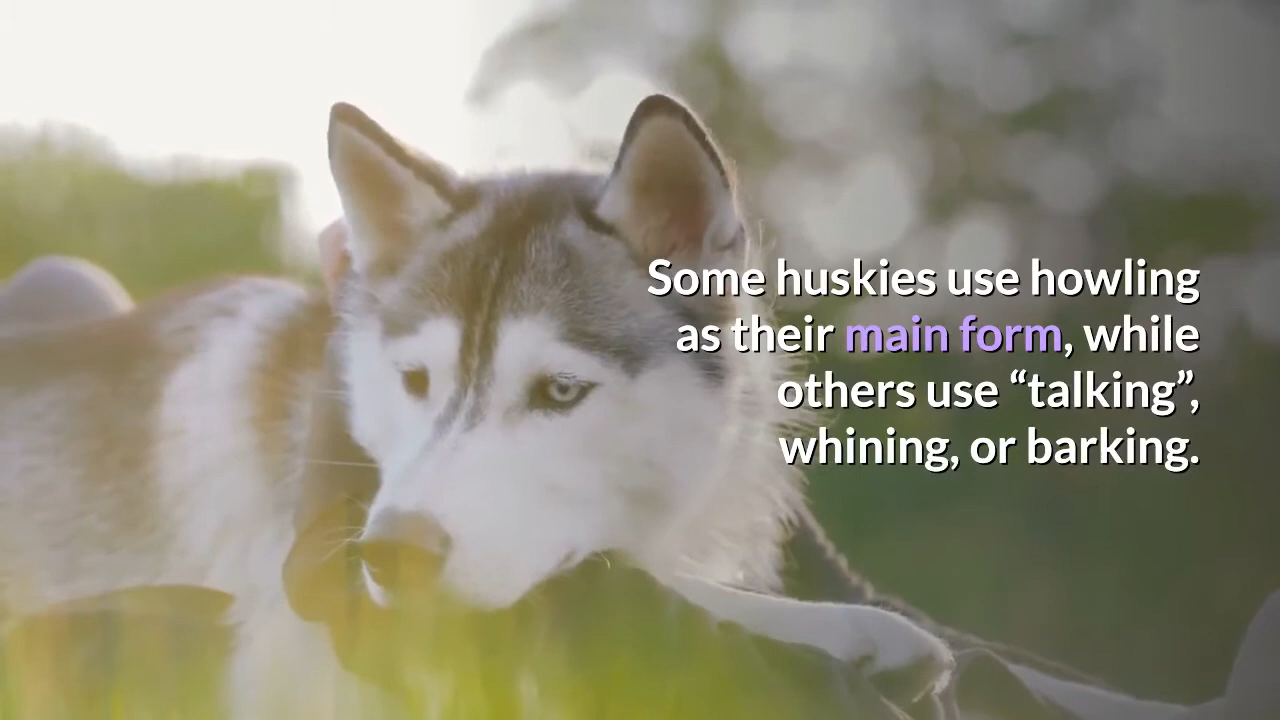 Some huskies use howling
as their main form, while
others use “talking”,
whining, or barking.